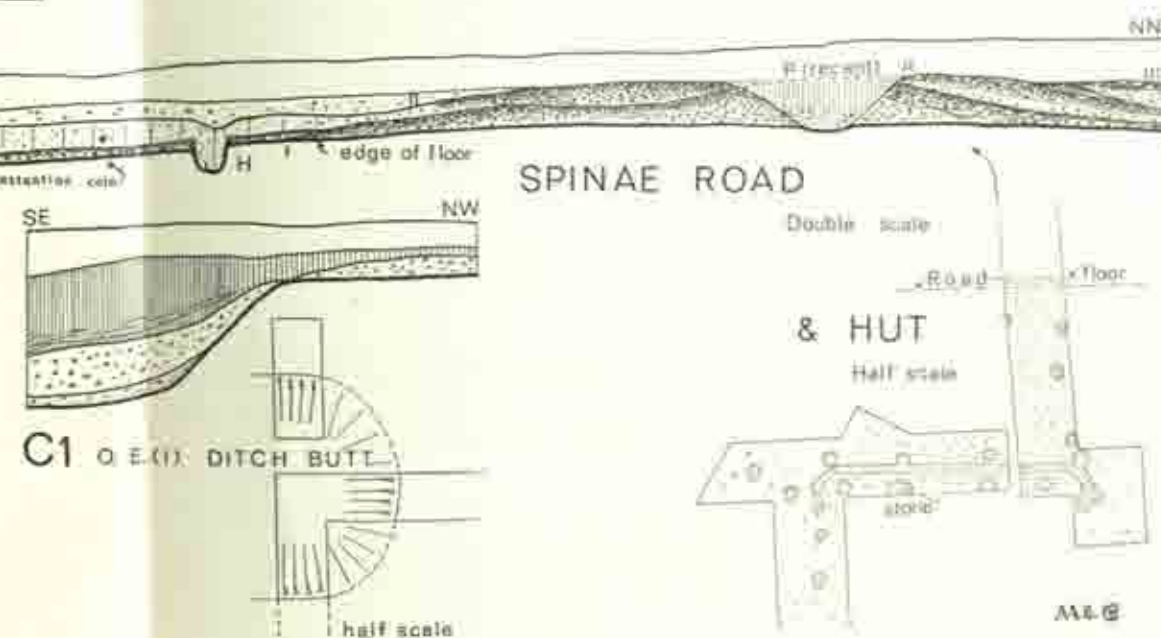 NN
P (recent)
H
edge of floor
SPINAE ROAD
SE
NW
Double scale
Road
floor
& HUT
Half scale
C1 O.E.(I). DITCH BUTT
stone
half scale